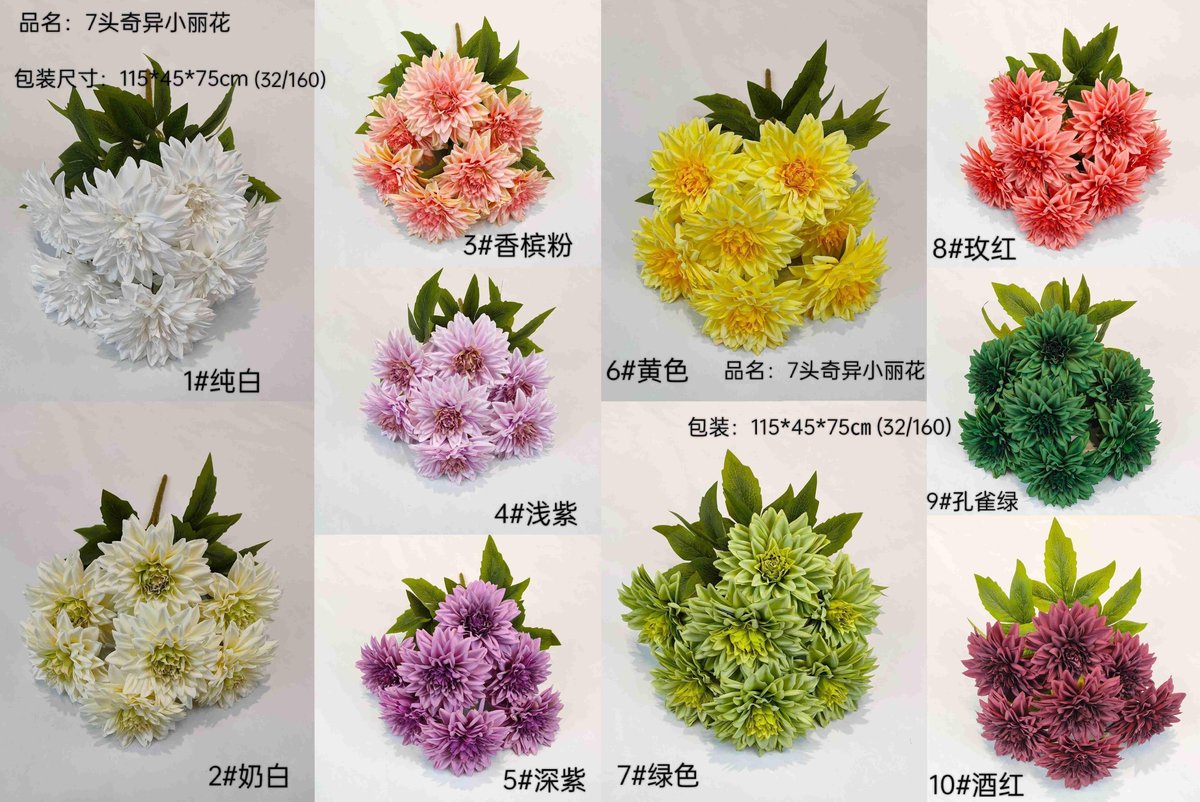 品名：7头奇异小丽花
包装尺寸：115*45*75cm (32/160)
1#纯白
2#奶白
3#香槟粉
4#浅紫
5#深紫
6#黄色
品名：7头奇异小丽花
包装：115*45*75㎝ (32/160)
7#绿色
8#玫红
9#孔雀绿
10#酒红